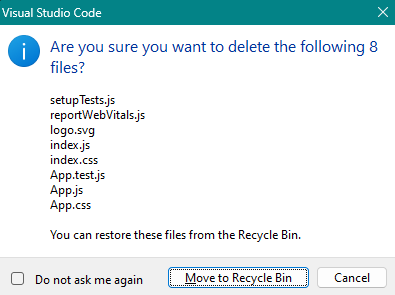 Visual Studio Code
Are you sure you want to delete the following 8
files?
setupTests.js
reportWebVitals.js
logo.svg
index.js
index.css
App.test.js
App.js
App.css
You can restore these files from the Recycle Bin.
Do not ask me again
Move to Recycle Bin
Cancel